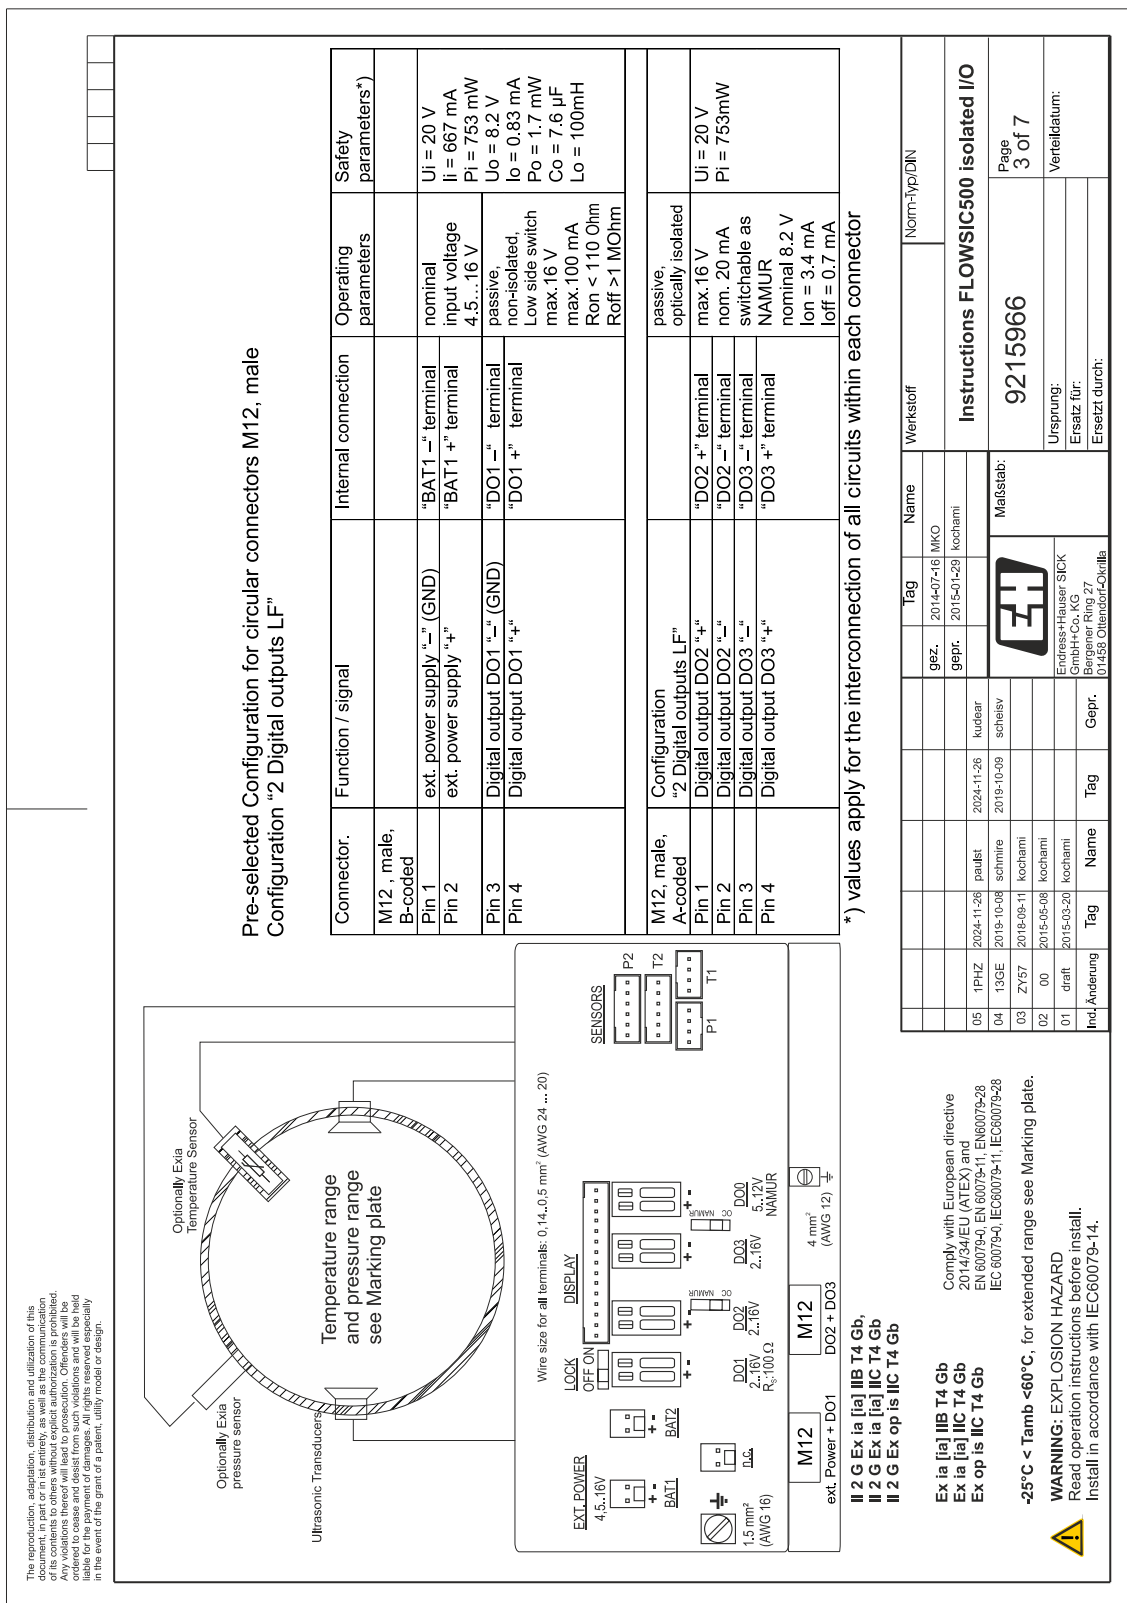 The reproduction, adaptation, distribution and utilization of this
document, in part or in ist entirety, as well as the communication
of its contents to others without explicit authorization is prohibited.
Any violations thereof will lead to prosecution. Offenders will be
ordered to cease and desist from such violations and will be held
liable for the payment of damages. All rights reserved especially
in the event of the grant of a patent, utility model or design.
Optionally Exia
pressure sensor
Optionally Exia
Temperature Sensor
Ultrasonic Transducers
Temperature range
and pressure range
see Marking plate
Wire size for all terminals: 0,14..0,5 mm² (AWG 24 ... 20)
EXT. POWER
4,5..16V
LOCK
OFF ON
DISPLAY
SENSORS
P2
T2
P1
T1
+ -
BAT1
+ -
BAT2
n.c.
+ -
DO1
2..16V
Rs:100 Ω
+ -
DO2
2..16V
OC NAMUR
+ -
DO3
2..16V
OC NAMUR
+ -
DO0
5..12V
NAMUR
1,5 mm²
(AWG 16)
M12
ext. Power + DO1
M12
DO2 + DO3
4 mm²
(AWG 12)
II 2 G Ex ia [ia] IIB T4 Gb,
II 2 G Ex ia [ia] IIC T4 Gb
II 2 G Ex op is IIC T4 Gb
Comply with European directive
2014/34/EU (ATEX) and
EN 60079-0, EN 60079-11, EN60079-28
IEC 60079-0, IEC60079-11, IEC60079-28
Ex ia [ia] IIB T4 Gb
Ex ia [ia] IIC T4 Gb
Ex op is IIC T4 Gb
-25°C < Tamb <60°C, for extended range see Marking plate.
WARNING: EXPLOSION HAZARD
Read operation instructions before install.
Install in accordance with IEC60079-14.
Pre-selected Configuration for circular connectors M12, male
Configuration “2 Digital outputs LF”
Connector. Function / signal Internal connection Operating parameters Safety parameters*)
M12 , male, B-coded
Pin 1 ext. power supply “–” (GND) “BAT1 –“ terminal nominal
Pin 2 ext. power supply “+” “BAT1 +” terminal input voltage
4.5…16 V
Ui = 20 V
Ii = 667 mA
Pi = 753 mW
Uo = 8.2 V
Io = 0.83 mA
Po = 1.7 mW
Co = 7.6 µF
Lo = 100mH
Pin 3 Digital output DO1 “–“ (GND) “DO1 –“ terminal passive,
Pin 4 Digital output DO1 “+“ “DO1 +” terminal non-isolated,
Low side switch
max.16 V
max.100 mA
Ron < 110 Ohm
Roff >1 MOhm
M12, male, A-coded
Configuration
“2 Digital outputs LF”
passive,
optically isolated
Pin 1 Digital output DO2 “+“ “DO2 +” terminal max.16 V Ui = 20 V
Pin 2 Digital output DO2 “–“ “DO2 –“ terminal nom. 20 mA Pi = 753mW
Pin 3 Digital output DO3 “–“ “DO3 –“ terminal switchable as
Pin 4 Digital output DO3 “+“ “DO3 +” terminal NAMUR
nominal 8.2 V
Ion = 3.4 mA
Ioff = 0.7 mA
*) values apply for the interconnection of all circuits within each connector
05 1PHZ 2024-11-26 paulst 2024-11-26 kudear
04 13GE 2019-10-08 schmire 2019-10-09 scheisv
03 ZY57 2018-09-11 kochami
02 00 2015-05-08 kochami
01 draft 2015-03-20 kochami
Ind. Änderung Tag Name Tag Gepr.
Tag Name
gez. 2014-07-16 MKO
gepr. 2015-01-29 kochami
Endress+Hauser SICK
GmbH+Co. KG
Bergener Ring 27
01458 Ottendorf-Okrilla
Maßstab:
Werkstoff
Norm-Typ/DIN
Instructions FLOWSIC500 isolated I/O
9215966
Page
3 of 7
Ursprung:
Ersatz für:
Ersetzt durch:
Verteildatum: